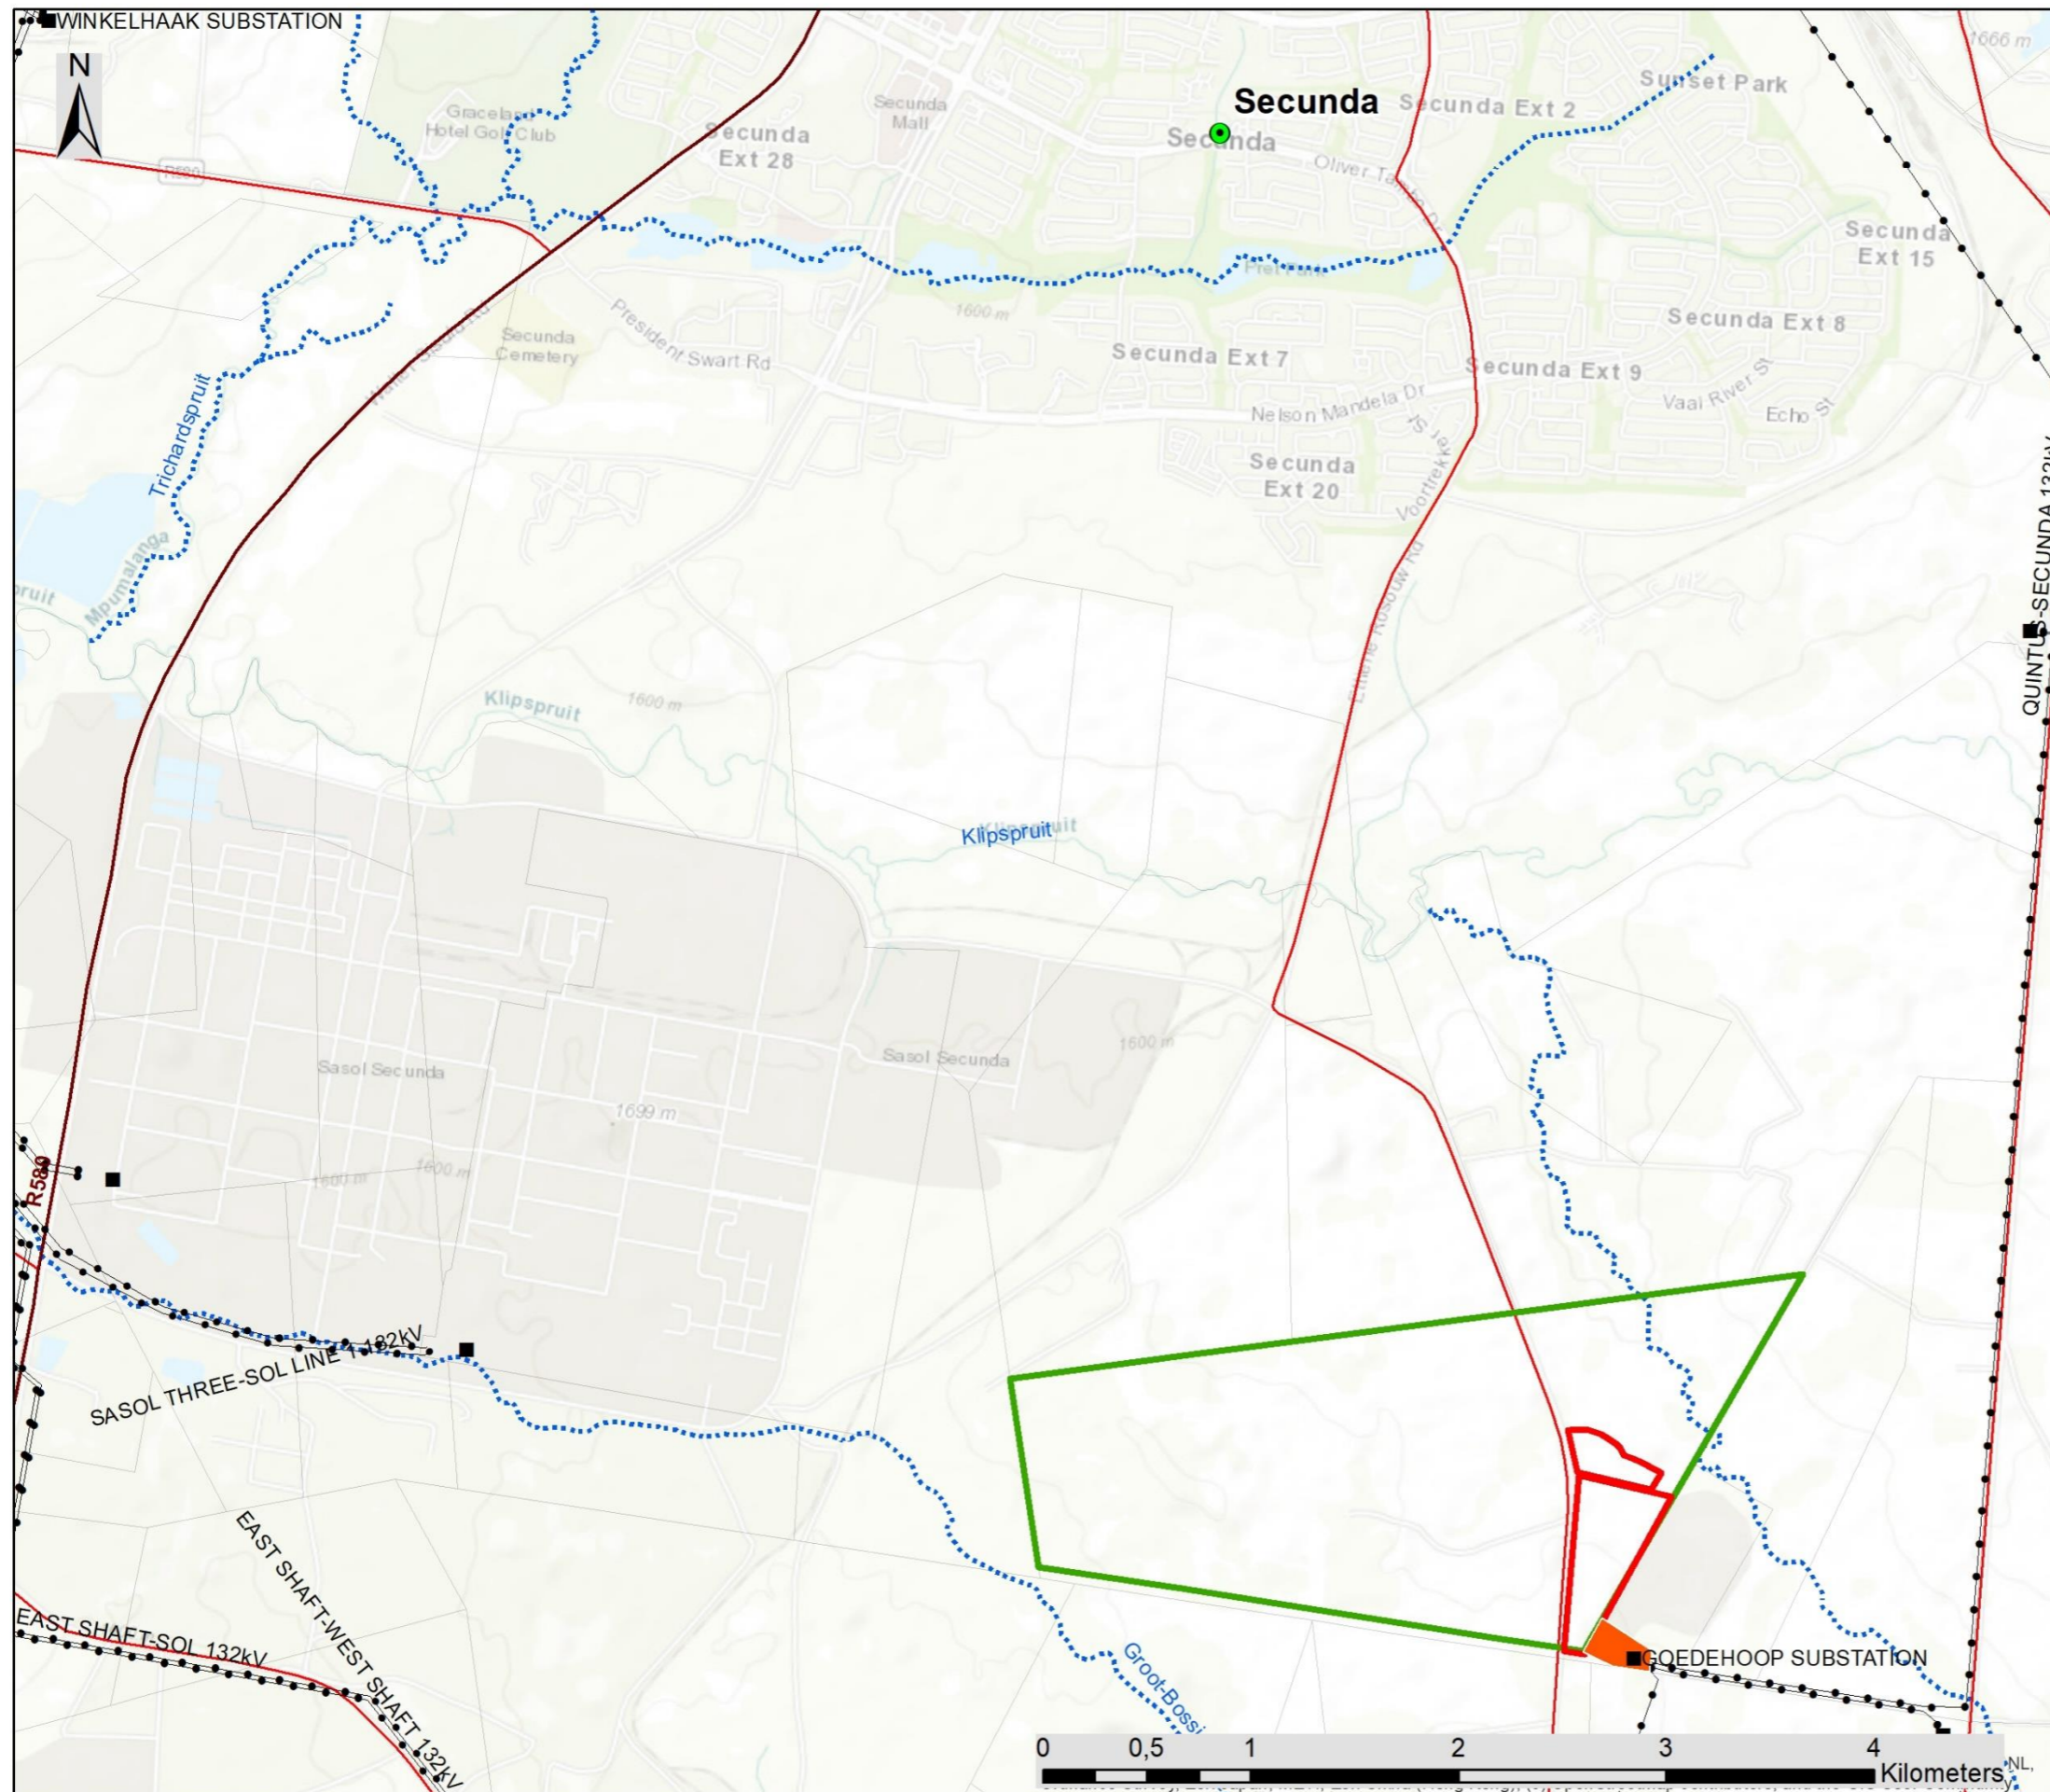 WINKELHAAK SUBSTATION
N
1666 m
Graceland
Hotel Golf Club
Secunda
Mall
Secunda
Secunda
Secunda Ext 2
Sunset Park
Secunda
Ext 28
Oliver Tambo Dr
R580
Secunda
Ext 15
Prel Park
1600 m
Secunda
Cemetery
President Swart Rd
Secunda Ext 7
Secunda Ext 8
Secunda Ext 9
Nelson Mandela Dr
Vaal River St
Echo St
Trichardspruit
Secunda
Ext 20
Voortrekker St
Mpumalanga
QUINTUS-SECUNDA 132kV
Klipspruit
1600 m
Klipspruit
Klipspruit
Sasol Secunda
Sasol Secunda
1600 m
1699 m
1600 m
1600 m
R580
SASOL THREE-SOL LINE 1 132kV
EAST SHAFT-WEST SHAFT 132kV
EAST SHAFT-SOL 132kV
Groot-Bossi
GOEDEHOOP SUBSTATION
0 0,5 1 2 3 4
Kilometers
NL,